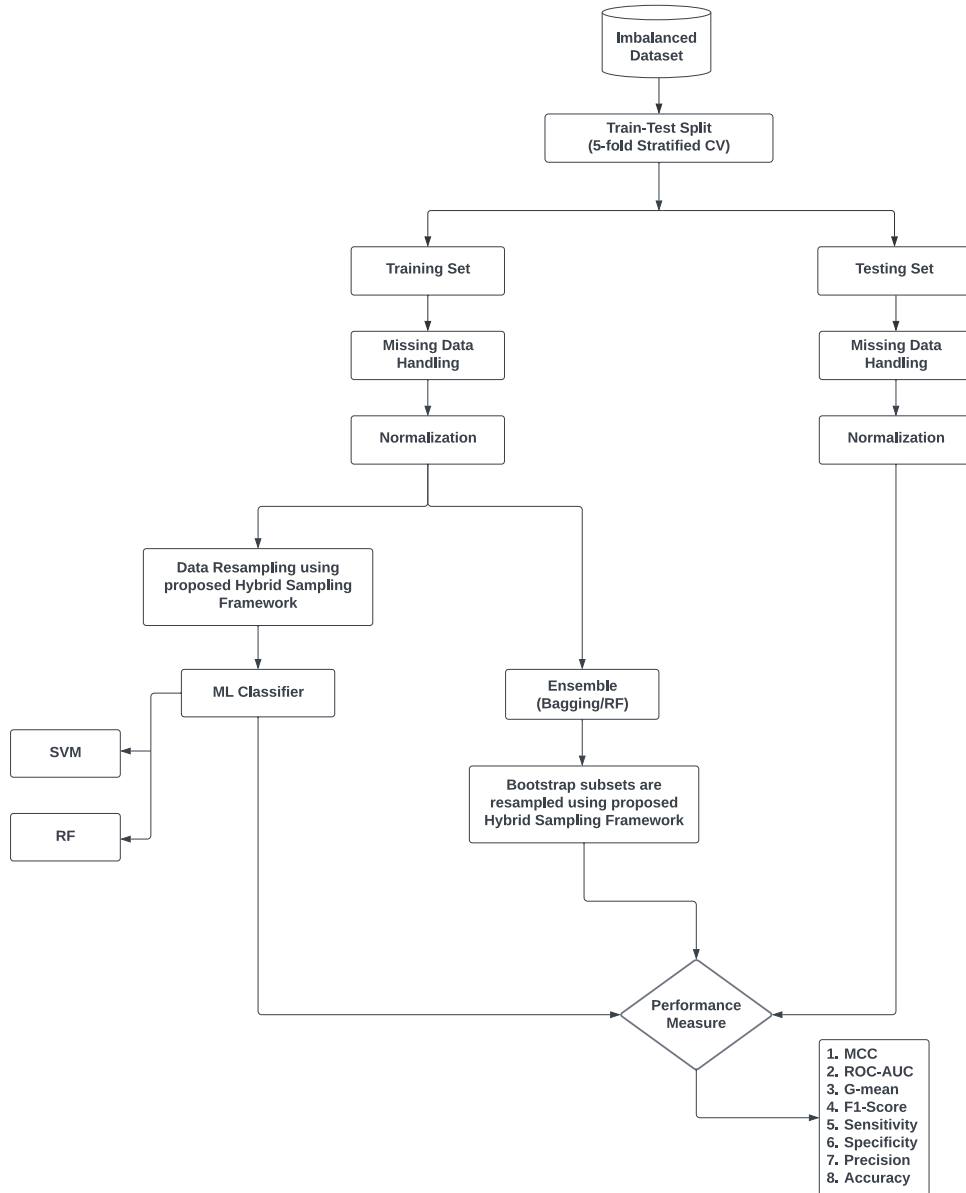 Imbalanced
Dataset
Train-Test Split
(5-fold Stratified CV)
Training Set
Testing Set
Missing Data
Handling
Missing Data
Handling
Normalization
Normalization
Data Resampling using
proposed Hybrid Sampling
Framework
ML Classifier
Ensemble
(Bagging/RF)
SVM
Bootstrap subsets are
resampled using proposed
Hybrid Sampling Framework
RF
Performance
Measure
1. MCC
2. ROC-AUC
3. G-mean
4. F1-Score
5. Sensitivity
6. Specificity
7. Precision
8. Accuracy